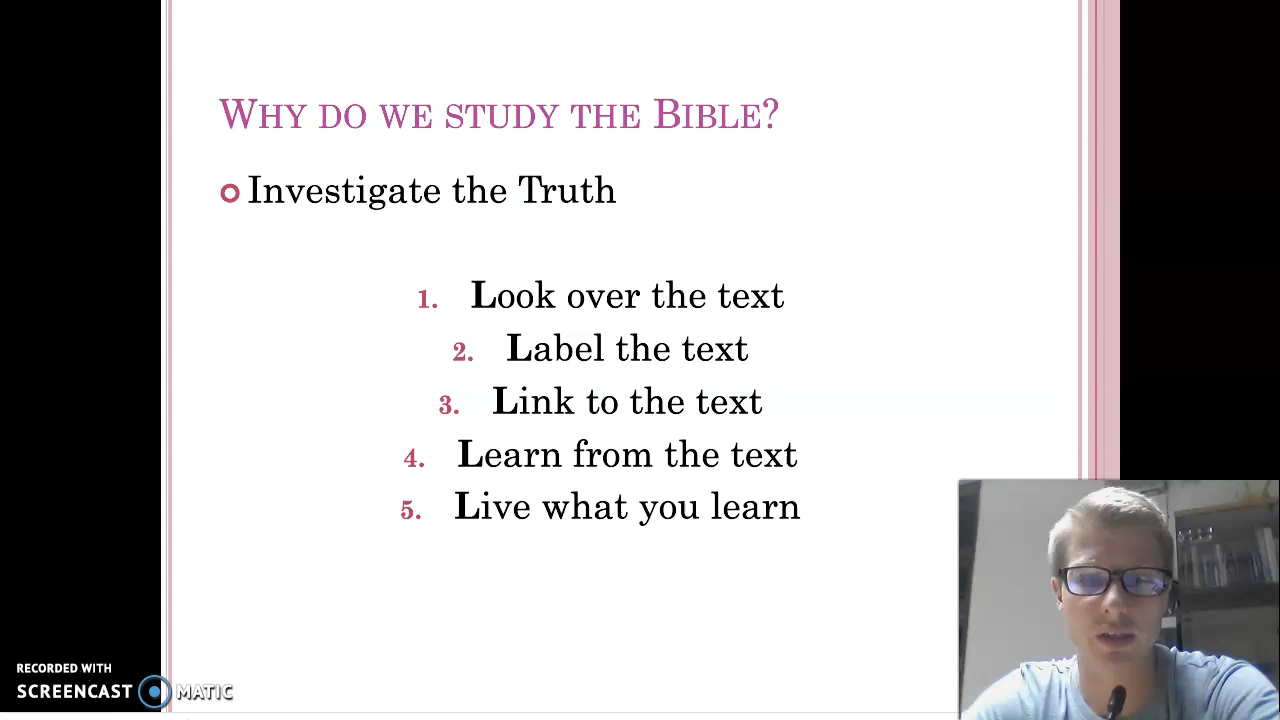 Why do we study the Bible?
Investigate the Truth
1. Look over the text
2. Label the text
3. Link to the text
4. Learn from the text
5. Live what you learn
RECORDED WITH
SCREENCAST MATIC